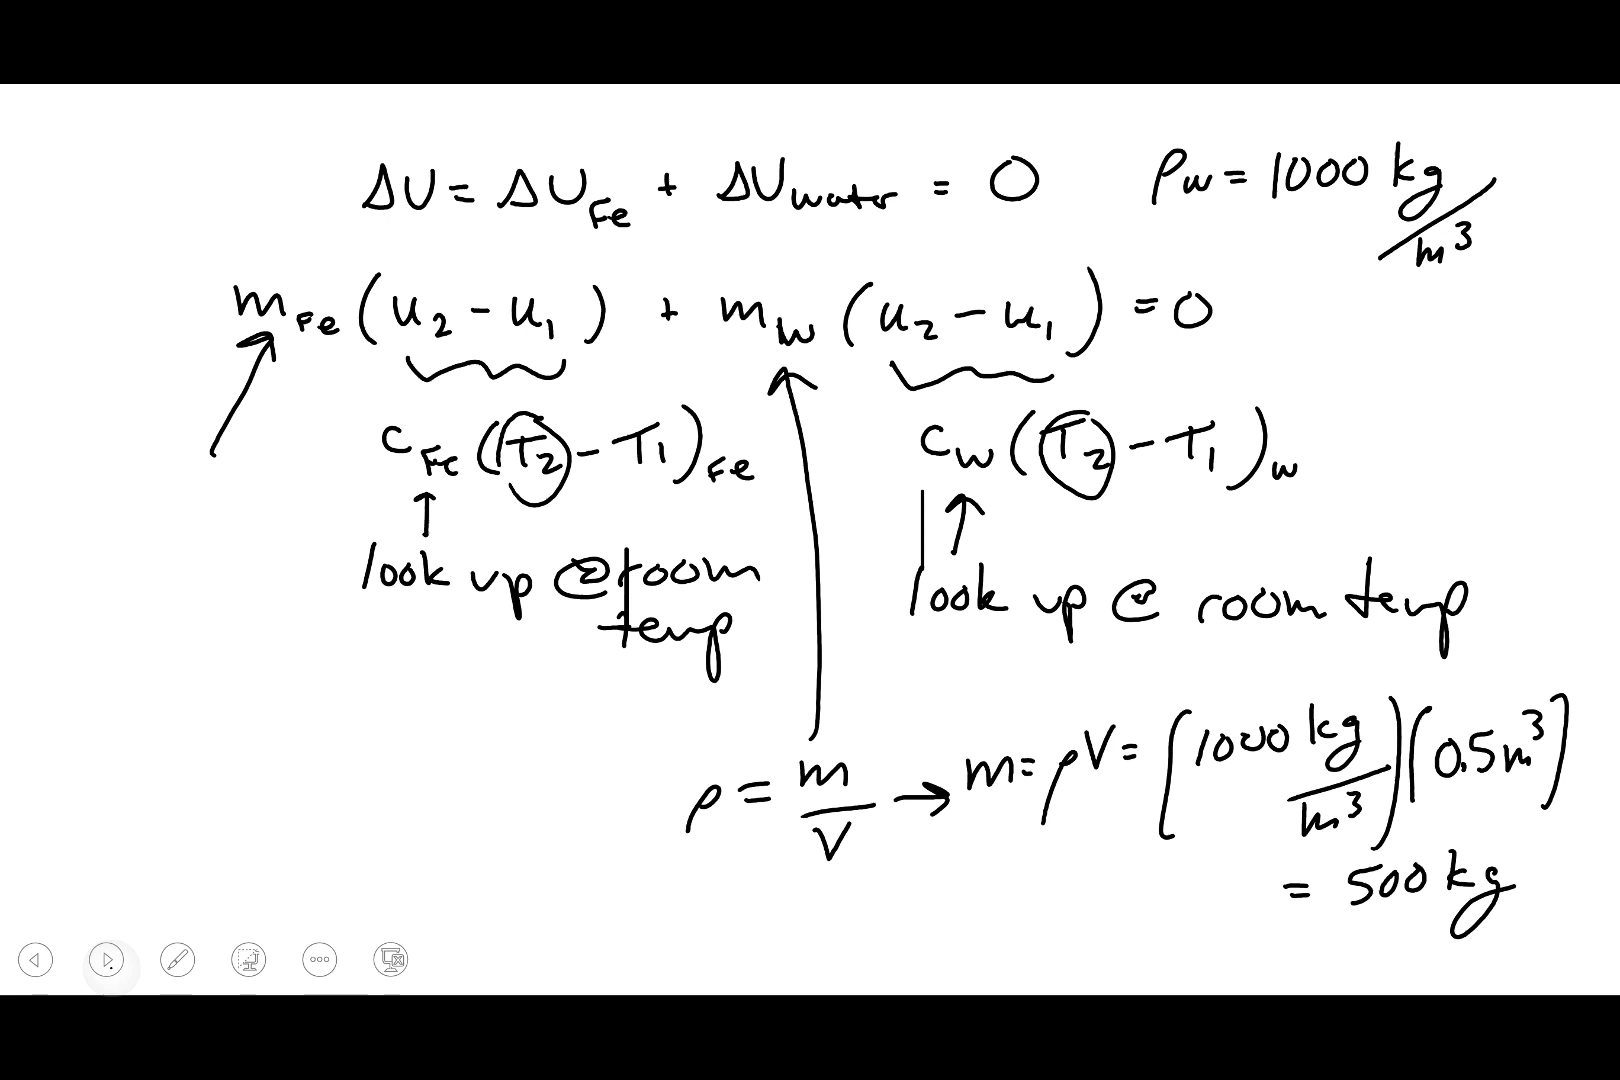 ΔU = ΔU_Fe + ΔU_water = 0    ρ_w = 1000 kg/m³
m_Fe (u₂ - u₁) + m_w (u₂ - u₁) = 0
c_Fe (T₂ - T₁)_Fe    c_w (T₂ - T₁)_w
look up @ room temp    look up @ room temp
ρ = m/V → m = ρV = (1000 kg/m³)(0.5 m³)
= 500 kg